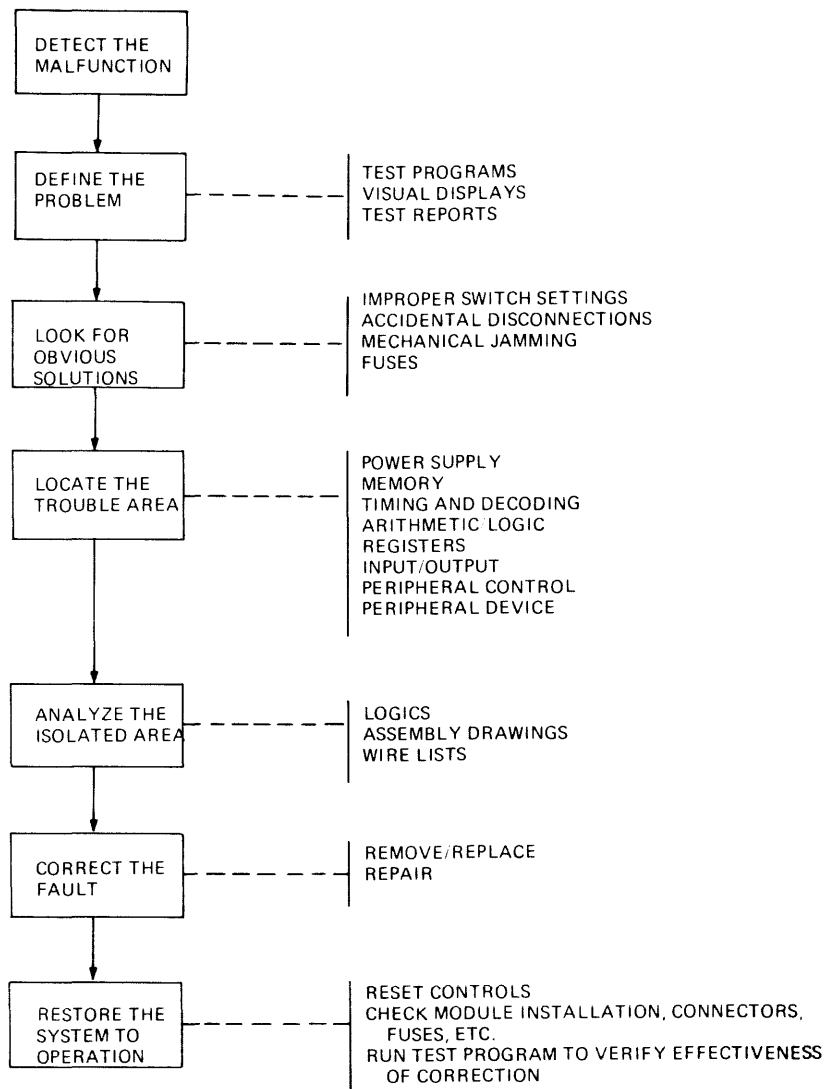 DETECT THE
MALFUNCTION
DEFINE THE
PROBLEM
TEST PROGRAMS
VISUAL DISPLAYS
TEST REPORTS
LOOK FOR
OBVIOUS
SOLUTIONS
IMPROPER SWITCH SETTINGS
ACCIDENTAL DISCONNECTIONS
MECHANICAL JAMMING
FUSES
LOCATE THE
TROUBLE AREA
POWER SUPPLY
MEMORY
TIMING AND DECODING
ARITHMETIC/LOGIC
REGISTERS
INPUT/OUTPUT
PERIPHERAL CONTROL
PERIPHERAL DEVICE
ANALYZE THE
ISOLATED AREA
LOGICS
ASSEMBLY DRAWINGS
WIRE LISTS
CORRECT THE
FAULT
REMOVE/REPLACE
REPAIR
RESTORE THE
SYSTEM TO
OPERATION
RESET CONTROLS
CHECK MODULE INSTALLATION, CONNECTORS,
FUSES, ETC.
RUN TEST PROGRAM TO VERIFY EFFECTIVENESS
OF CORRECTION